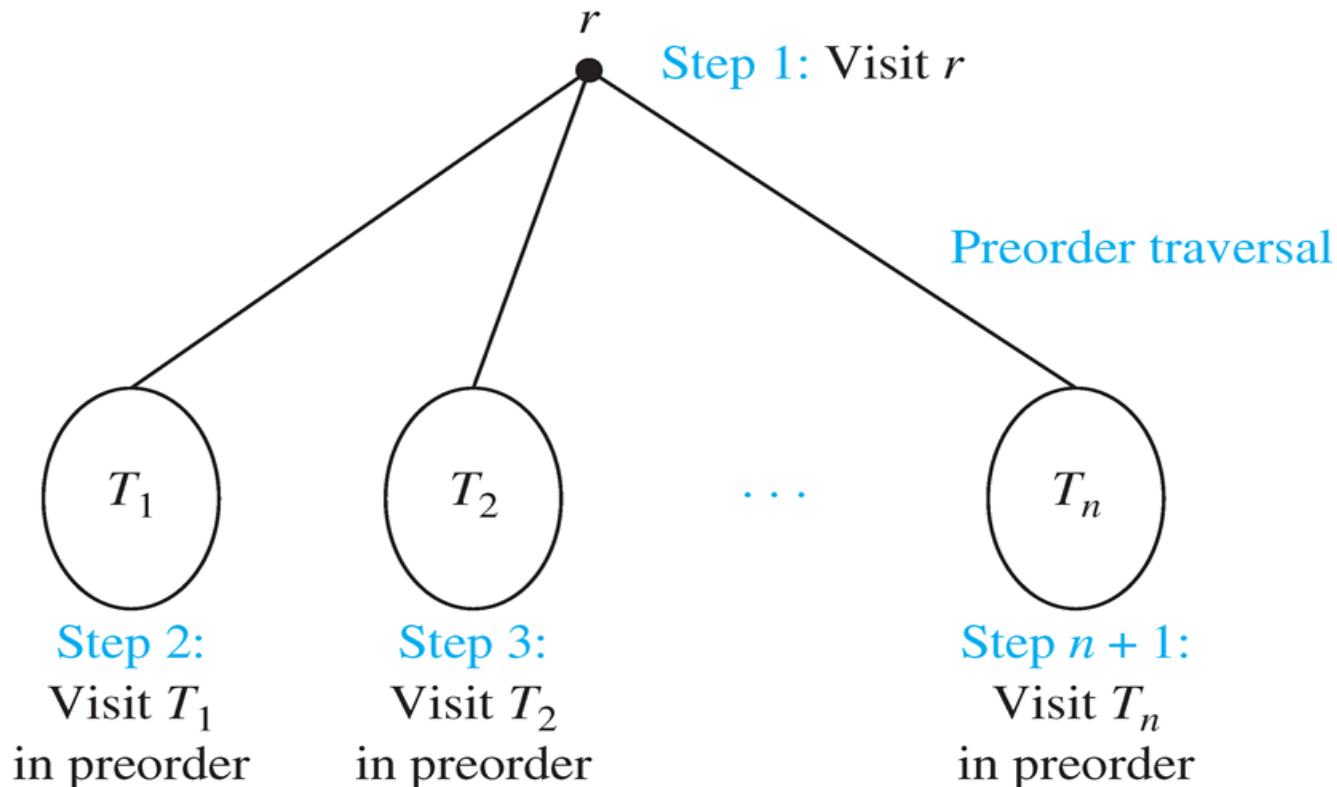 r
Step 1: Visit r
Preorder traversal
T₁
T₂
. . .
Tₙ
Step 2:
Visit T₁
in preorder
Step 3:
Visit T₂
in preorder
Step n + 1:
Visit Tₙ
in preorder